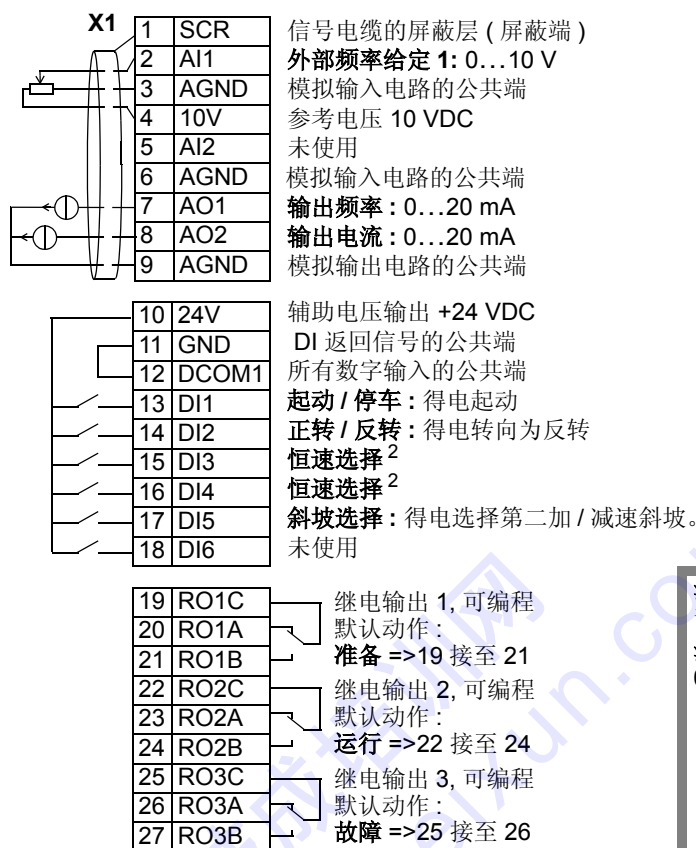 X1
1 SCR 信号电缆的屏蔽层 ( 屏蔽端 )
2 AI1 外部频率给定 1: 0…10 V
3 AGND 模拟输入电路的公共端
4 10V 参考电压 10 VDC
5 AI2 未使用
6 AGND 模拟输入电路的公共端
7 AO1 输出频率 : 0…20 mA
8 AO2 输出电流 : 0…20 mA
9 AGND 模拟输出电路的公共端
10 24V 辅助电压输出 +24 VDC
11 GND DI 返回信号的公共端
12 DCOM1 所有数字输入的公共端
13 DI1 起动 / 停车 : 得电起动
14 DI2 正转 / 反转 : 得电转向为反转
15 DI3 恒速选择 2
16 DI4 恒速选择 2
17 DI5 斜坡选择 : 得电选择第二加 / 减速斜坡。
18 DI6 未使用
19 RO1C 继电输出 1, 可编程
20 RO1A 默认动作 :
21 RO1B 准备 =>19 接至 21
22 RO2C 继电输出 2, 可编程
23 RO2A 默认动作 :
24 RO2B 运行 =>22 接至 24
25 RO3C 继电输出 3, 可编程
26 RO3A 默认动作 :
27 RO3B 故障 =>25 接至 26